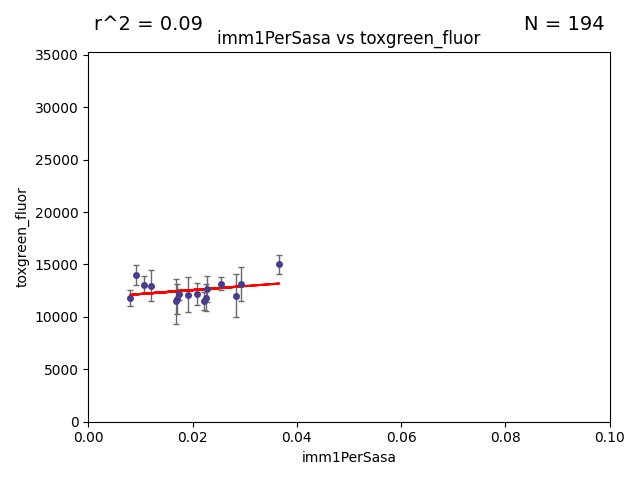 r^2 = 0.09
N = 194
imm1PerSasa vs toxgreen_fluor
35000
30000
25000
20000
15000
10000
5000
0
toxgreen_fluor
0.00 0.02 0.04 0.06 0.08 0.10
imm1PerSasa